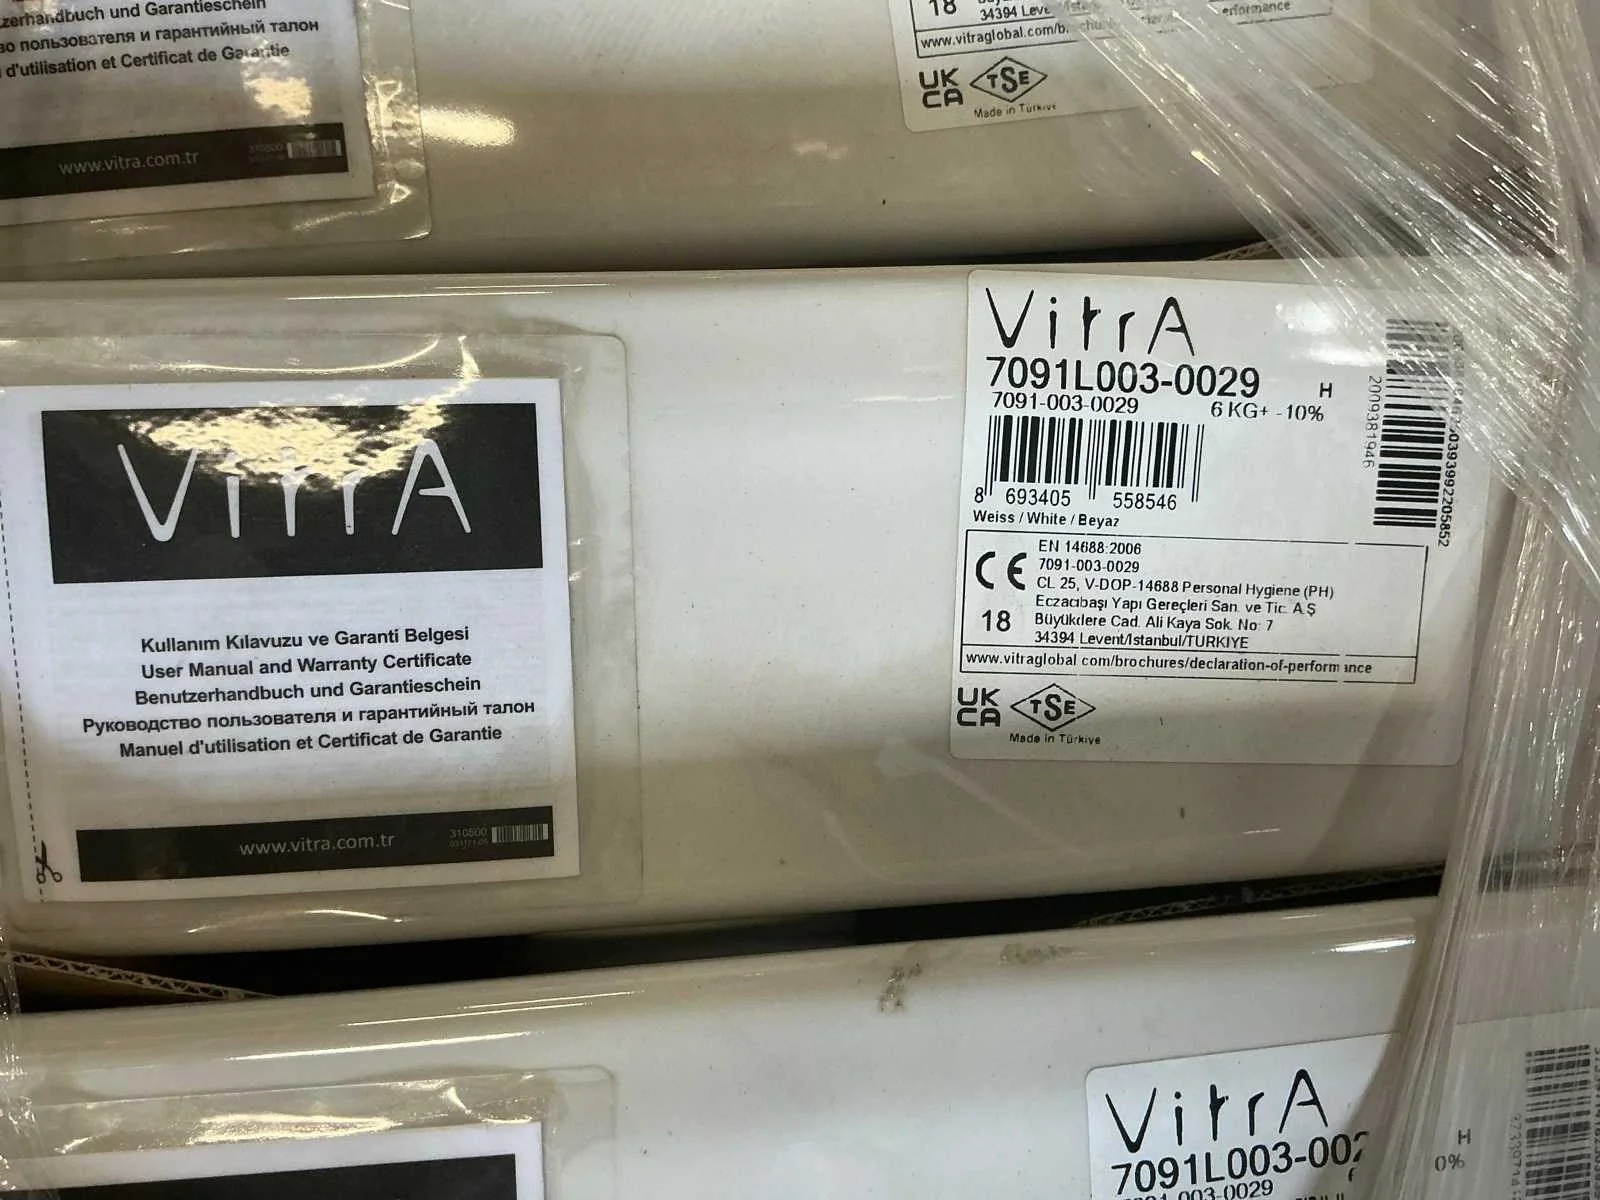 und Garantieschein
пользователя и гарантийный талон
d'utilisation et Certificat de Garantie
www.vitra.com.tr
18
34394
www.vitraglobal.com/b
UK
CA
TSE
Made in Türkiye
VitrA
Kullanım Kılavuzu ve Garanti Belgesi
User Manual and Warranty Certificate
Benutzerhandbuch und Garantieschein
Руководство пользователя и гарантийный талон
Manuel d'utilisation et Certificat de Garantie
www.vitra.com.tr
310500
VitrA
7091L003-0029
H
7091-003-0029
6 KG+ -10%
8 693405 558546
Weiss / White / Beyaz
2009381946
CE
18
EN 14688:2006
7091-003-0029
CL 25, V-DOP-14688 Personal Hygiene (PH)
Eczacıbaşı Yapı Gereçleri San. ve Tic. A.Ş
Büyükdere Cad. Ali Kaya Sok. No: 7
34394 Levent/Istanbul/TURKIYE
www.vitraglobal.com/brochures/declaration-of-performance
UK
CA
TSE
Made in Türkiye
VitrA
7091L003-002
H
003-0029
0%